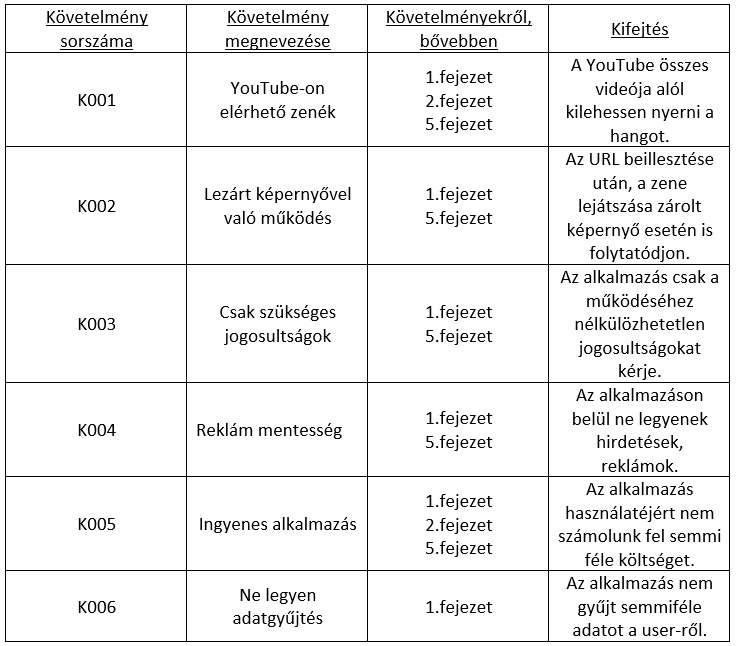 Követelmény
sorszáma
Követelmény
megnevezése
Követelményekről,
bővebben
Kifejtés
K001
YouTube-on
elérhető zenék
1.fejezet
2.fejezet
5.fejezet
A YouTube összes
videója alól
kilehessen nyerni a
hangot.
K002
Lezárt képernyővel
való működés
1.fejezet
5.fejezet
Az URL beillesztése
után, a zene
lejátszása zárolt
képernyő esetén is
folytatódjon.
K003
Csak szükséges
jogosultságok
1.fejezet
5.fejezet
Az alkalmazás csak a
működéséhez
nélkülözhetetlen
jogosultságokat
kérje.
K004
Reklám mentesség
1.fejezet
5.fejezet
Az alkalmazáson
belül ne legyenek
hirdetések,
reklámok.
K005
Ingyenes alkalmazás
1.fejezet
2.fejezet
5.fejezet
Az alkalmazás
használatéjért nem
számolunk fel semmi
féle költséget.
K006
Ne legyen
adatgyűjtés
1.fejezet
Az alkalmazás nem
gyűjt semmiféle
adatot a user-ről.